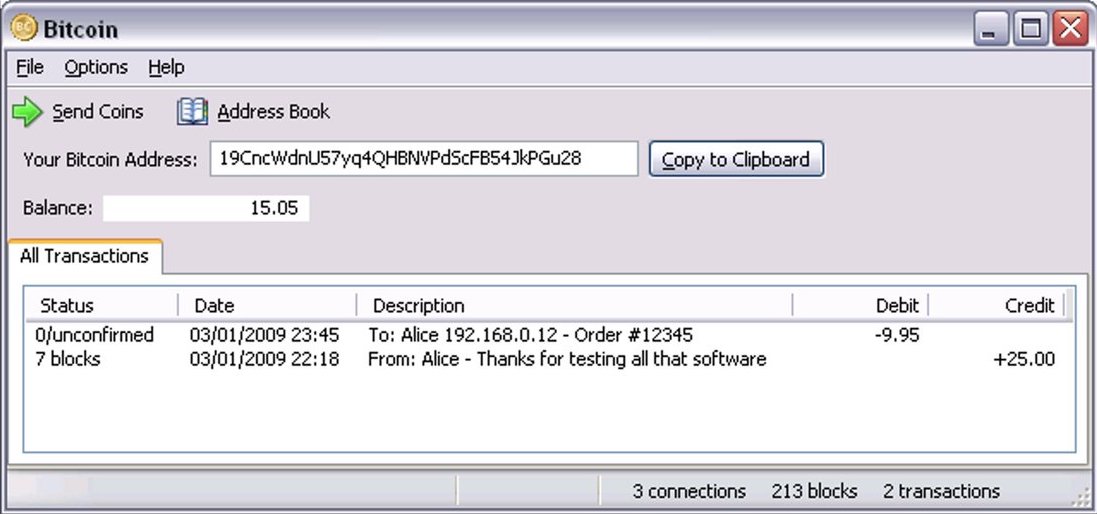 Bitcoin
File Options Help
Send Coins Address Book
Your Bitcoin Address: 19CncWdnU57yq4QHBNVPdScFB54JkPGu28 Copy to Clipboard
Balance: 15.05
All Transactions
Status Date Description Debit Credit
0/unconfirmed 03/01/2009 23:45 To: Alice 192.168.0.12 - Order #12345 -9.95
7 blocks 03/01/2009 22:18 From: Alice - Thanks for testing all that software +25.00
3 connections 213 blocks 2 transactions